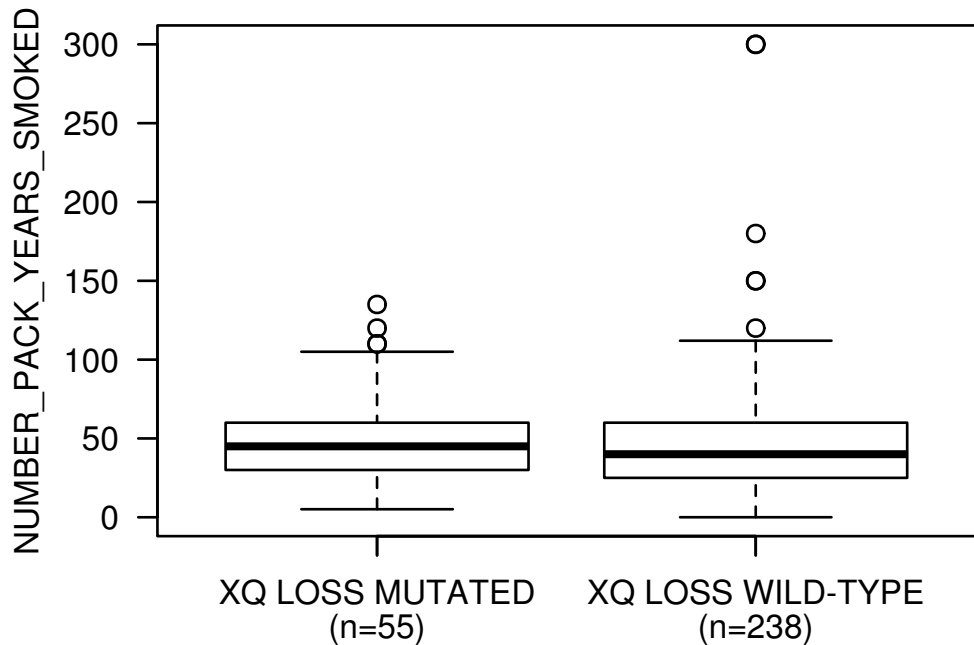 NUMBER_PACK_YEARS_SMOKED
300
250
200
150
100
50
0
XQ LOSS MUTATED
(n=55)
XQ LOSS WILD-TYPE
(n=238)